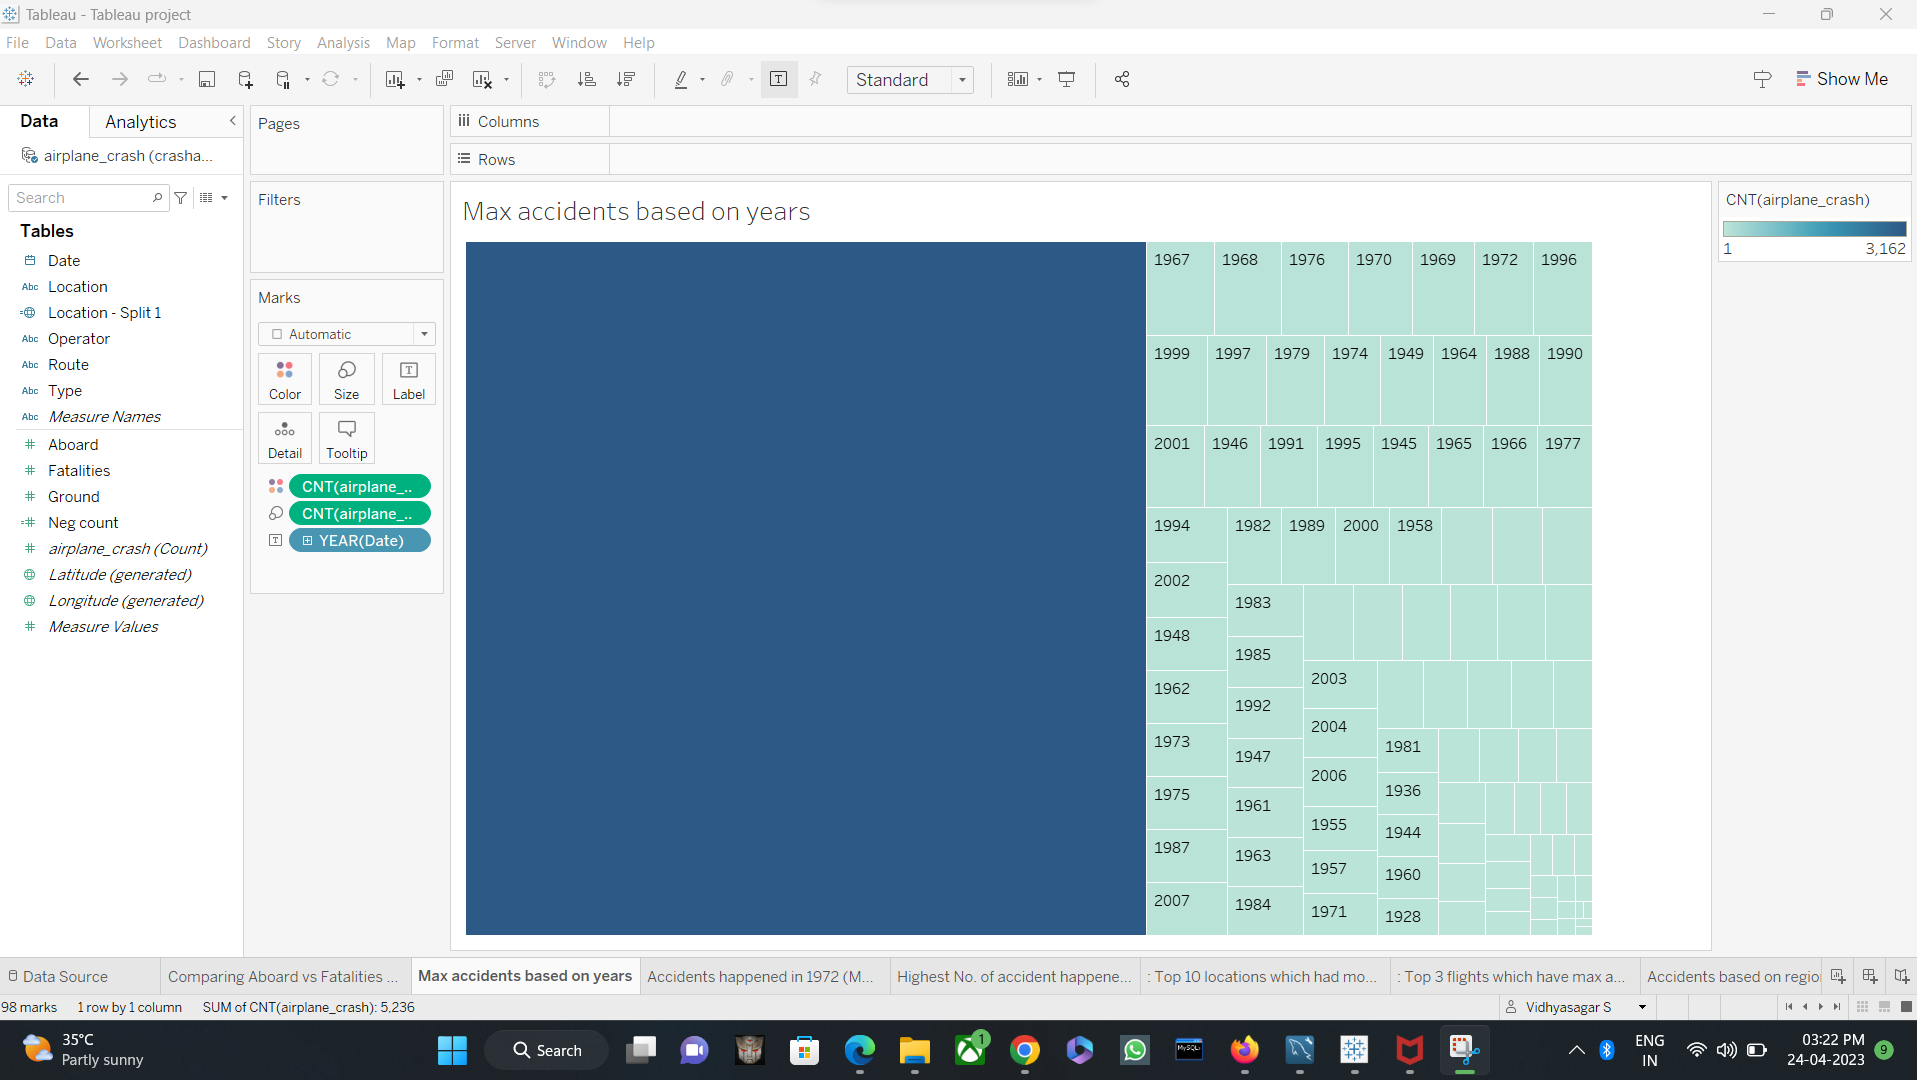 Tableau - Tableau project
File Data Worksheet Dashboard Story Analysis Map Format Server Window Help
Standard
Show Me
Data Analytics
airplane_crash (crasha...
Search
Tables
Date
Abc Location
Location - Split 1
Abc Operator
Abc Route
Abc Type
Abc Measure Names
Aboard
Fatalities
Ground
Neg count
airplane_crash (Count)
Latitude (generated)
Longitude (generated)
Measure Values
Pages
Filters
Marks
Automatic
Color Size Label
Detail Tooltip
CNT(airplane_..
CNT(airplane_..
YEAR(Date)
Columns
Rows
Max accidents based on years
1967 1968 1976 1970 1969 1972 1996
1999 1997 1979 1974 1949 1964 1988 1990
2001 1946 1991 1995 1945 1965 1966 1977
1994 1982 1989 2000 1958
2002
1983
1948
1985
2003
1962
1992
2004
1973
1981
1947
2006
1936
1975
1961
1955
1944
1987
1963
1957
1960
2007
1984
1971
1928
CNT(airplane_crash)
1 3,162
Data Source Comparing Aboard vs Fatalities ... Max accidents based on years Accidents happened in 1972 (M... Highest No. of accident happene... : Top 10 locations which had mo... : Top 3 flights which have max a... Accidents based on regio
98 marks 1 row by 1 column SUM of CNT(airplane_crash): 5,236
Vidhyasagar S
35°C
Partly sunny
Search
1
MySQL
ENG
IN
03:22 PM
24-04-2023
9